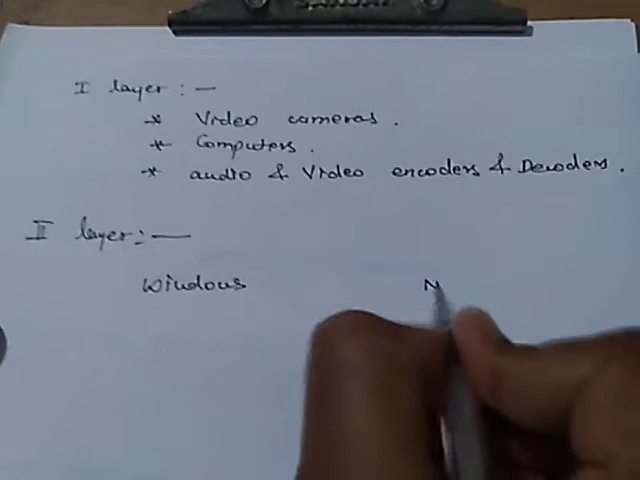 I layer : —
* Video cameras .
* Computers .
* audio & Video encoders & Decoders .
II layer : —
Windows N